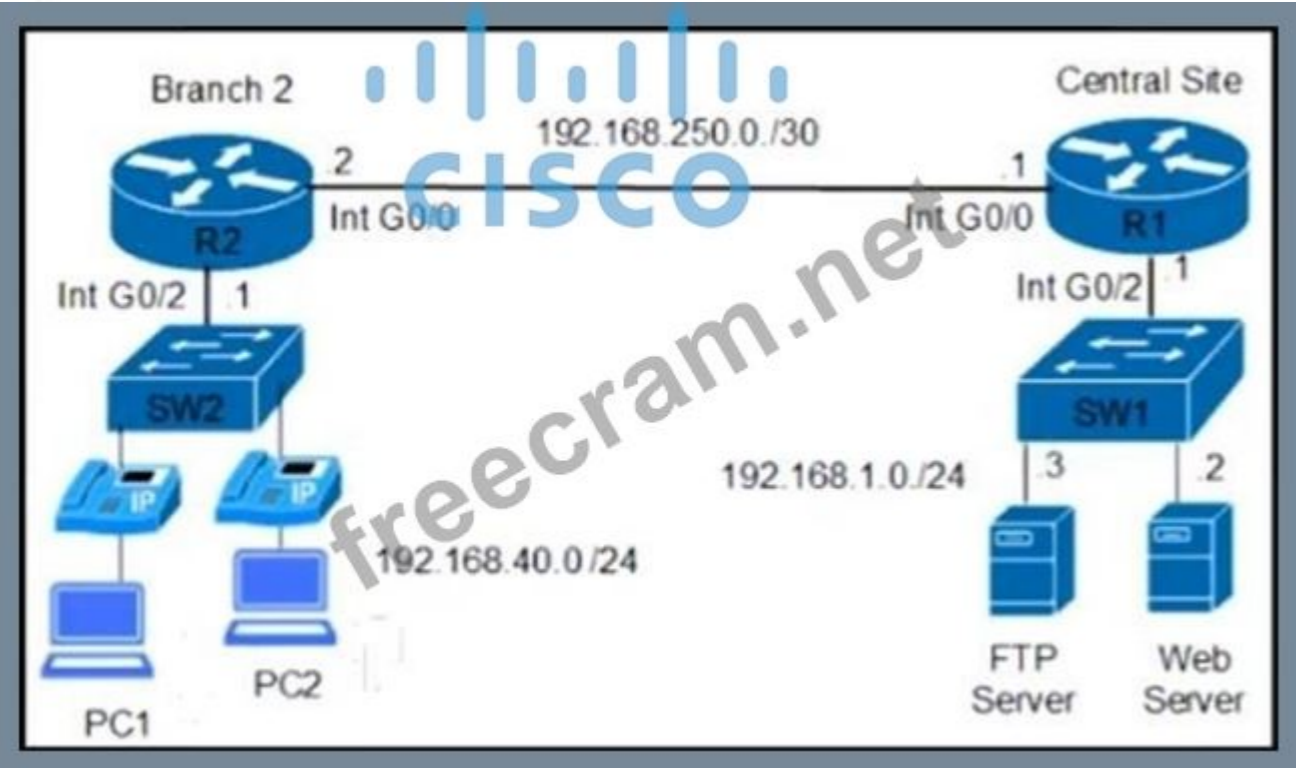 Branch 2
Central Site
192.168.250.0./30
CISCO
.2
.1
Int G0/0
Int G0/0
R2
R1
Int G0/2
.1
Int G0/2
.1
SW2
SW1
freecram.net
192.168.1.0./24
.3
.2
IP
IP
192.168.40.0/24
PC1
PC2
FTP
Server
Web
Server